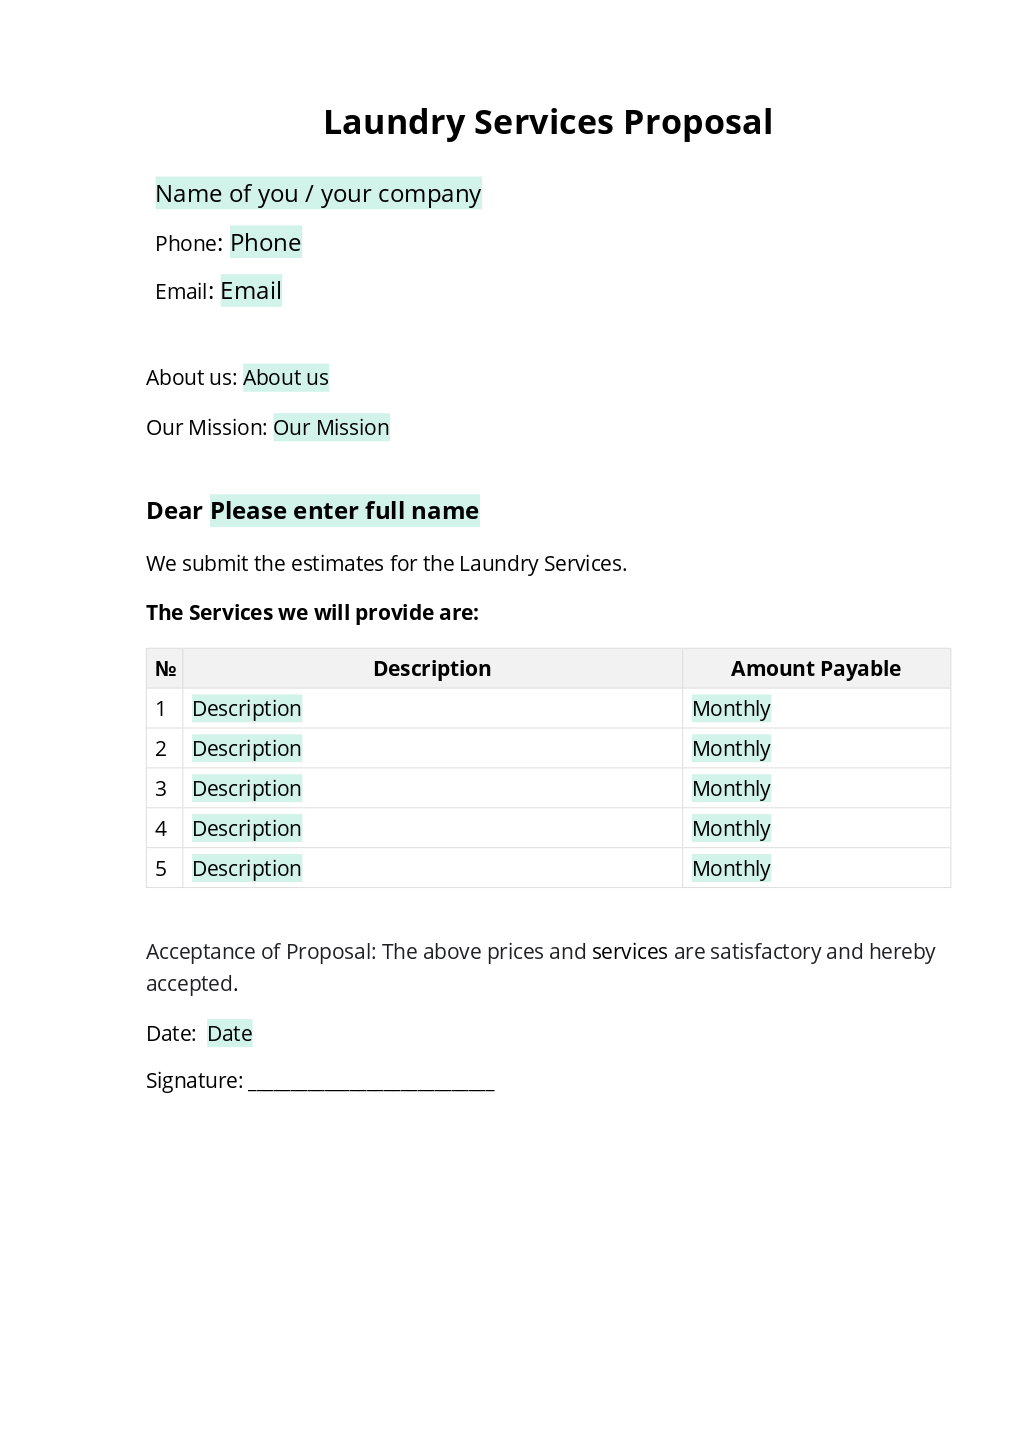 Laundry Services Proposal
Name of you / your company
Phone: Phone
Email: Email
About us: About us
Our Mission: Our Mission
Dear Please enter full name
We submit the estimates for the Laundry Services.
The Services we will provide are:
№ Description Amount Payable
1 Description Monthly
2 Description Monthly
3 Description Monthly
4 Description Monthly
5 Description Monthly
Acceptance of Proposal: The above prices and services are satisfactory and hereby
accepted.
Date: Date
Signature: __________________________